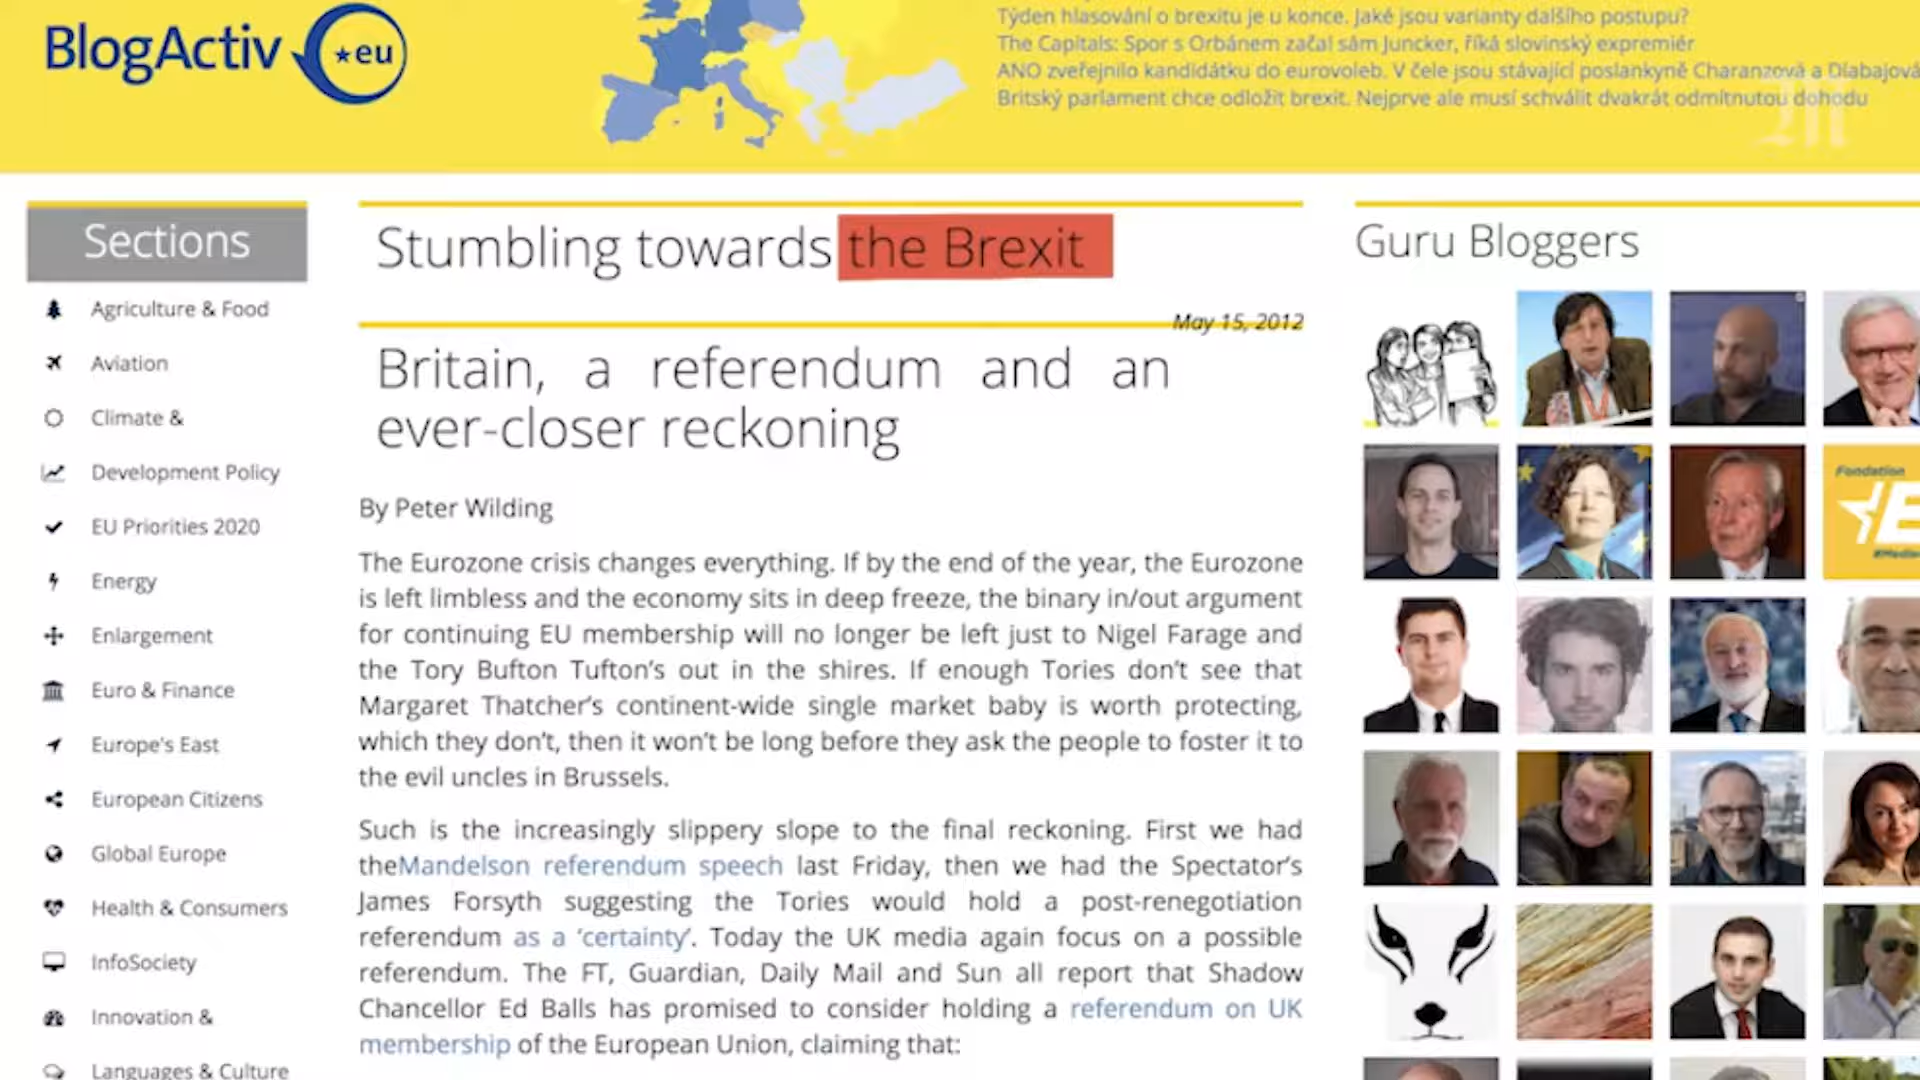 BlogActiv eu
Týden hlasování o brexitu je u konce. Jaké jsou varianty dalšího postupu?
The Capitals: Spor s Orbánem začal sám Juncker, říká slovinský expremiér
ANO zveřejnilo kandidátku do eurovoleb. V čele jsou stávající poslankyně Charanzová a Dlabajová
Britský parlament chce odložit brexit. Nejprve ale musí schválit dvakrát odmítnutou dohodu
M
Sections
Agriculture & Food
Aviation
Climate &
Development Policy
EU Priorities 2020
Energy
Enlargement
Euro & Finance
Europe's East
European Citizens
Global Europe
Health & Consumers
InfoSociety
Innovation &
Languages & Culture
Stumbling towards the Brexit
May 15, 2012
Britain, a referendum and an
ever-closer reckoning
By Peter Wilding
The Eurozone crisis changes everything. If by the end of the year, the Eurozone
is left limbless and the economy sits in deep freeze, the binary in/out argument
for continuing EU membership will no longer be left just to Nigel Farage and
the Tory Bufton Tufton's out in the shires. If enough Tories don't see that
Margaret Thatcher's continent-wide single market baby is worth protecting,
which they don't, then it won't be long before they ask the people to foster it to
the evil uncles in Brussels.
Such is the increasingly slippery slope to the final reckoning. First we had
theMandelson referendum speech last Friday, then we had the Spectator's
James Forsyth suggesting the Tories would hold a post-renegotiation
referendum as a 'certainty'. Today the UK media again focus on a possible
referendum. The FT, Guardian, Daily Mail and Sun all report that Shadow
Chancellor Ed Balls has promised to consider holding a referendum on UK
membership of the European Union, claiming that:
Guru Bloggers
Fondation